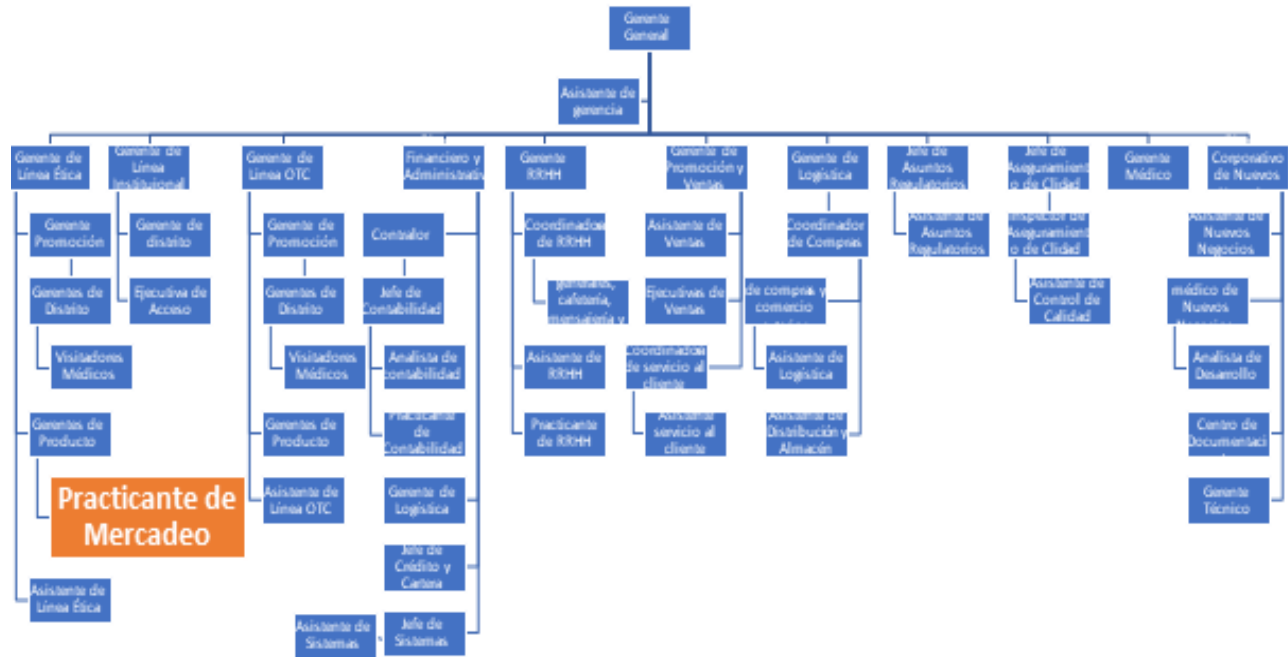 Gerente
General
Asistente de
gerencia
Gerente de
Línea Ética
Gerente de
Línea
Instituional
Gerente de
Línea OTC
Financiero y
Administrativ
Gerente
RRHH
Gerente de
Promoción y
Ventas
Gerente de
Logística
Jefe de
Asuntos
Regulatorios
Jefe de
Aseguramient
o de Clidad
Gerente
Médico
Corporativo
de Nuevos
Gerente
Promoción
Gerente de
distrito
Gerente de
Promoción
Contralor
Coordinadora
de RRHH
Asistente de
Ventas
Coordinador
de Compras
Asistente de
Asuntos
Regulatorios
Inspector de
Aseguramient
o de Clidad
Asistente de
Nuevos
Negocios
Gerentes de
Distrito
Ejecutiva de
Acceso
Gerentes de
Distrito
Jefe de
Contabilidad
generales,
cafetería,
mensajería y
Ejecutivas de
Ventas
de compras y
comercio
Asistente de
Control de
Calidad
médico de
Nuevos
Negocios
Visitadores
Médicos
Visitadores
Médicos
Analista de
contabilidad
Asistente de
RRHH
Coordinadora
de servicio al
cliente
Asistente de
Logística
Analista de
Desarrollo
Gerentes de
Producto
Gerentes de
Producto
Practicante
de
Contabilidad
Practicante
de RRHH
Asistente
servicio al
cliente
Asistente de
Distribución y
Almacén
Centro de
Documentaci
Practicante de
Mercadeo
Asistente de
Línea OTC
Gerente de
Logística
Gerente
Técnico
Jefe de
Crédito y
Cartera
Asistente de
Línea Ética
Asistente de
Sistemas
Jefe de
Sistemas